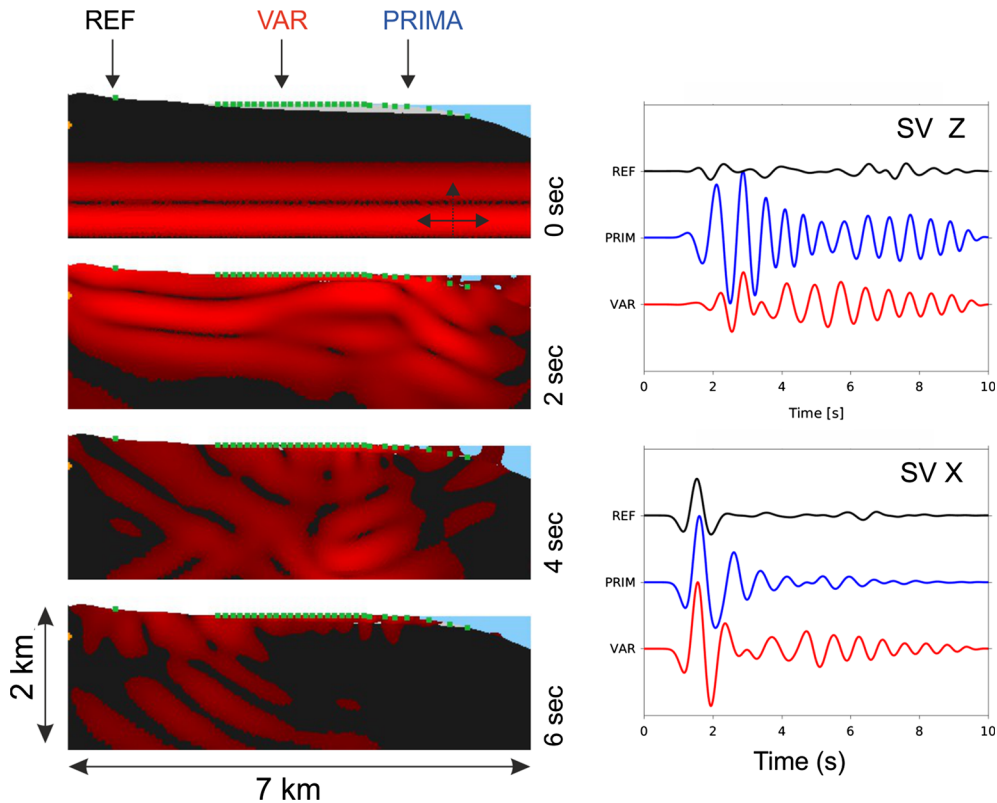 REF VAR PRIMA
0 sec
2 sec
4 sec
6 sec
2 km
7 km
SV Z
REF
PRIM
VAR
0 2 4 6 8 10
Time [s]
SV X
REF
PRIM
VAR
0 2 4 6 8 10
Time (s)